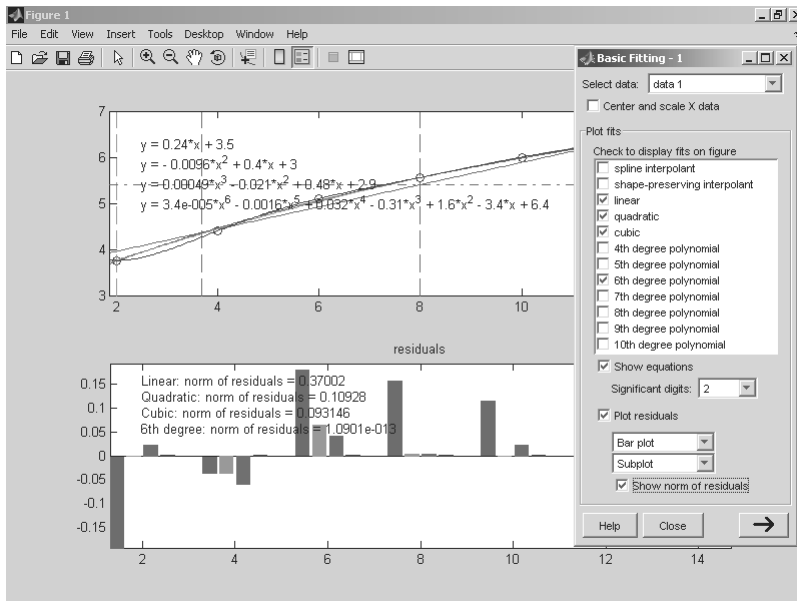 Figure 1
File Edit View Insert Tools Desktop Window Help
7
6
5
4
3
y = 0.24*x + 3.5
y = - 0.0096*x² + 0.4*x + 3
y = 0.00049*x³ - 0.021*x² + 0.48*x + 2.9
y = 3.4e-005*x⁶ - 0.0016*x⁵ + 0.032*x⁴ - 0.31*x³ + 1.6*x² - 3.4*x + 6.4
2 4 6 8 10
residuals
0.15
0.1
0.05
0
-0.05
-0.1
-0.15
Linear: norm of residuals = 0.37002
Quadratic: norm of residuals = 0.10928
Cubic: norm of residuals = 0.093146
6th degree: norm of residuals = 1.0901e-013
2 4 6 8 10 12 14
Basic Fitting - 1
Select data: data 1
Center and scale X data
Plot fits
Check to display fits on figure
spline interpolant
shape-preserving interpolant
linear
quadratic
cubic
4th degree polynomial
5th degree polynomial
6th degree polynomial
7th degree polynomial
8th degree polynomial
9th degree polynomial
10th degree polynomial
Show equations
Significant digits: 2
Plot residuals
Bar plot
Subplot
Show norm of residuals
Help Close